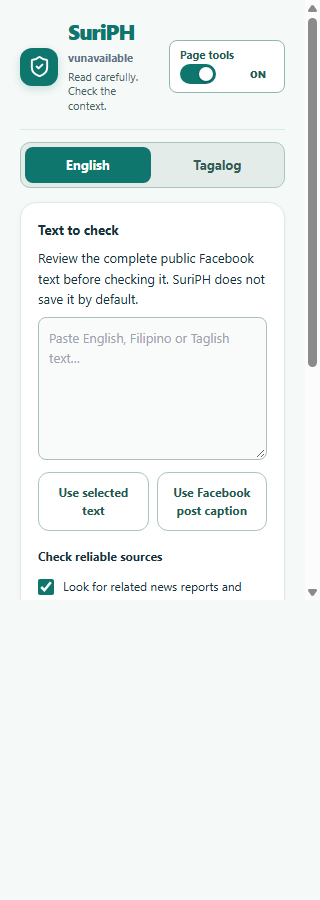 SuriPH
vunavailable
Read carefully.
Check the
context.
Page tools
ON
English
Tagalog
Text to check
Review the complete public Facebook
text before checking it. SuriPH does not
save it by default.
Paste English, Filipino or Taglish
text...
Use selected
text
Use Facebook
post caption
Check reliable sources
Look for related news reports and